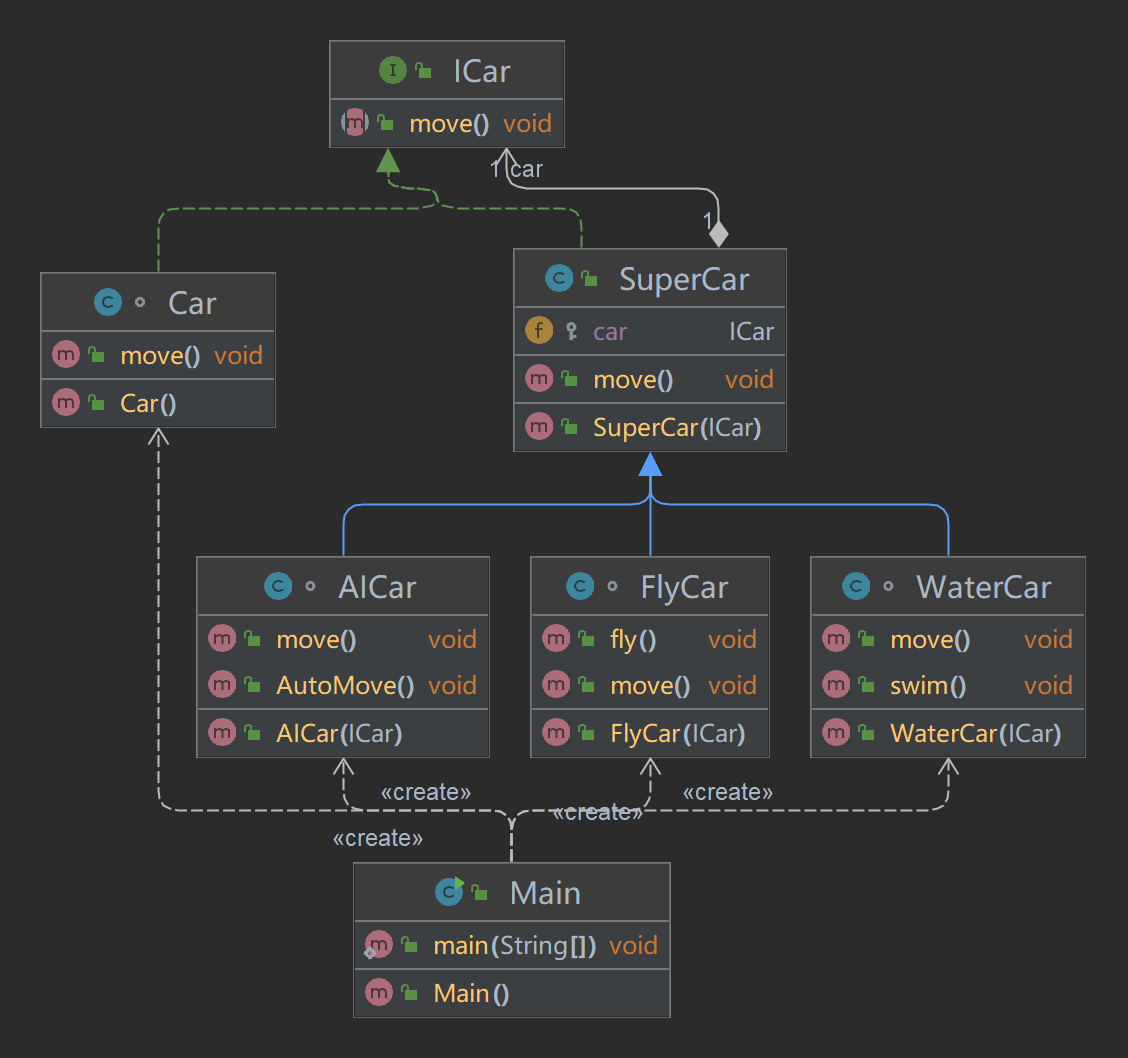 ICar
move() void
1 car
1
SuperCar
car ICar
move() void
SuperCar(ICar)
Car
move() void
Car()
AICar
move() void
AutoMove() void
AICar(ICar)
FlyCar
fly() void
move() void
FlyCar(ICar)
WaterCar
move() void
swim() void
WaterCar(ICar)
«create»
«create»
«create»
«create»
Main
main(String[]) void
Main()